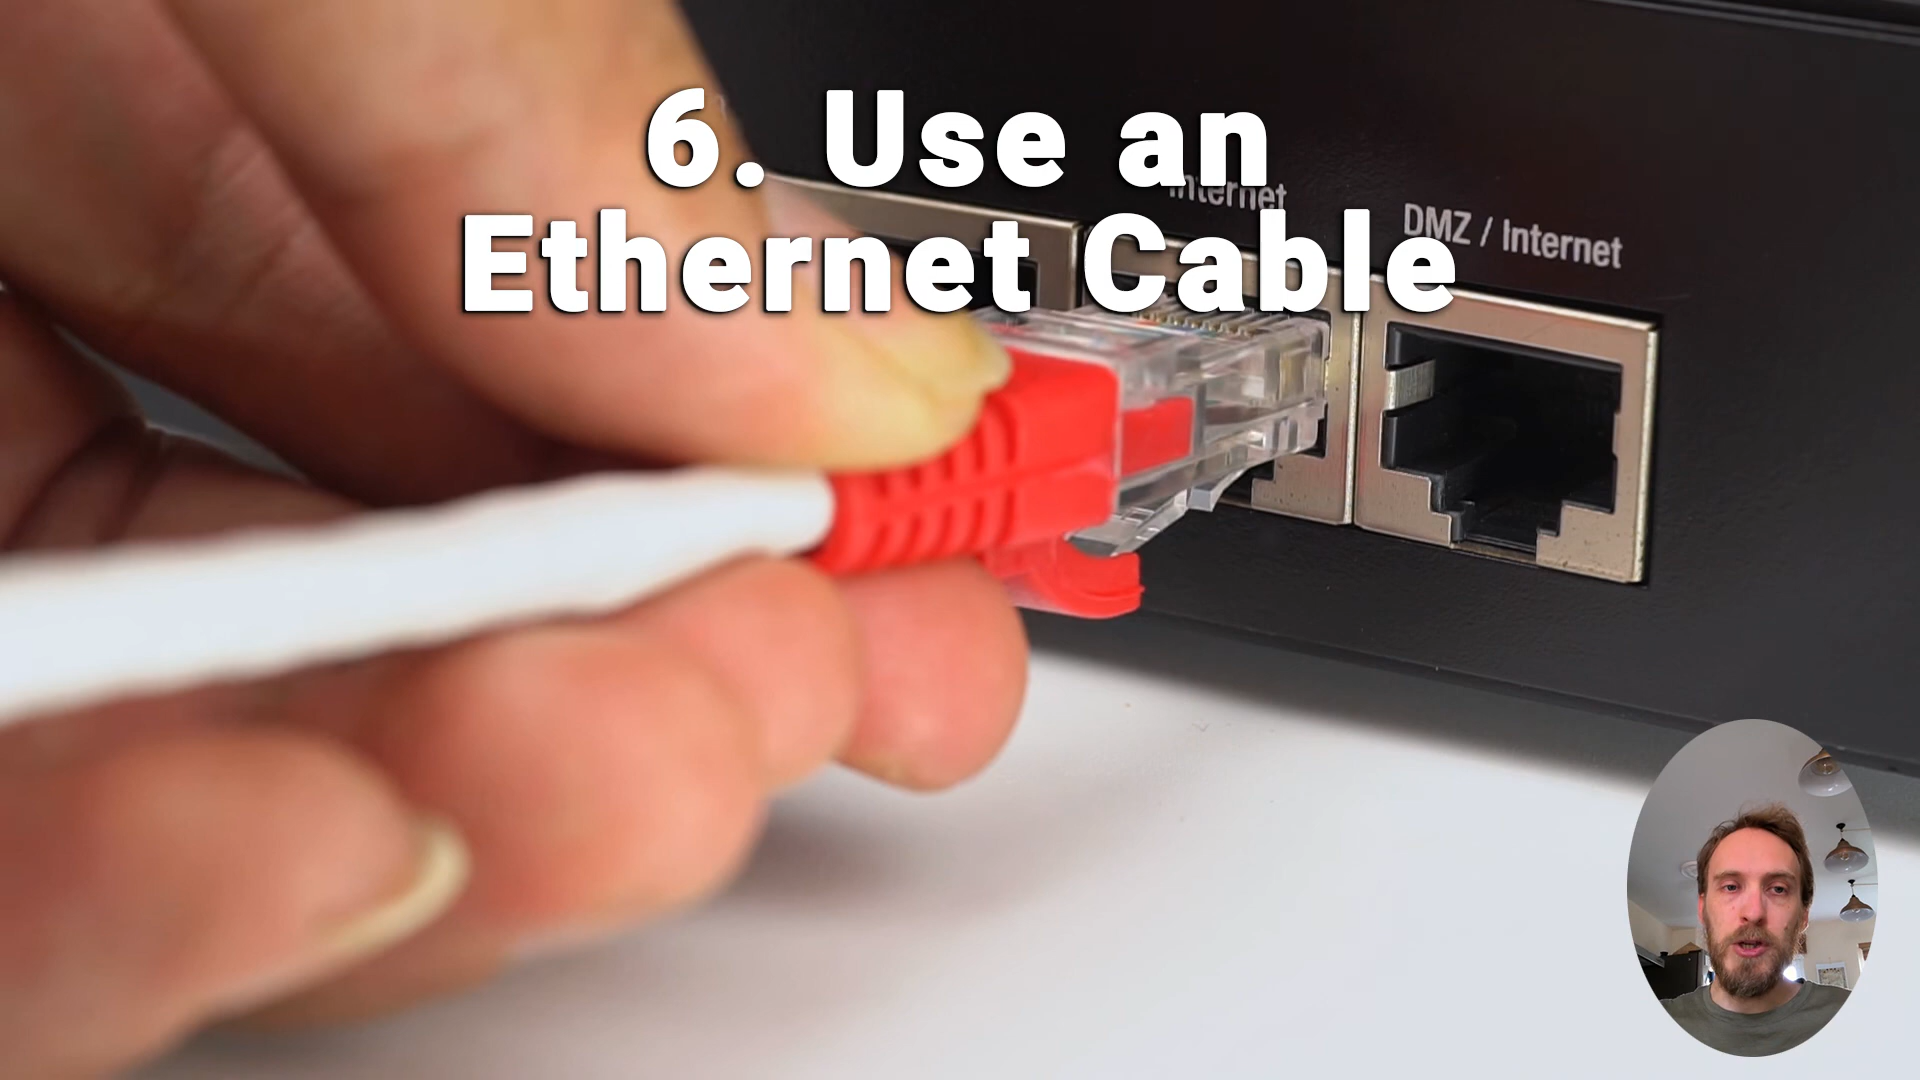 6. Use an
Ethernet Cable
Internet
DMZ / Internet